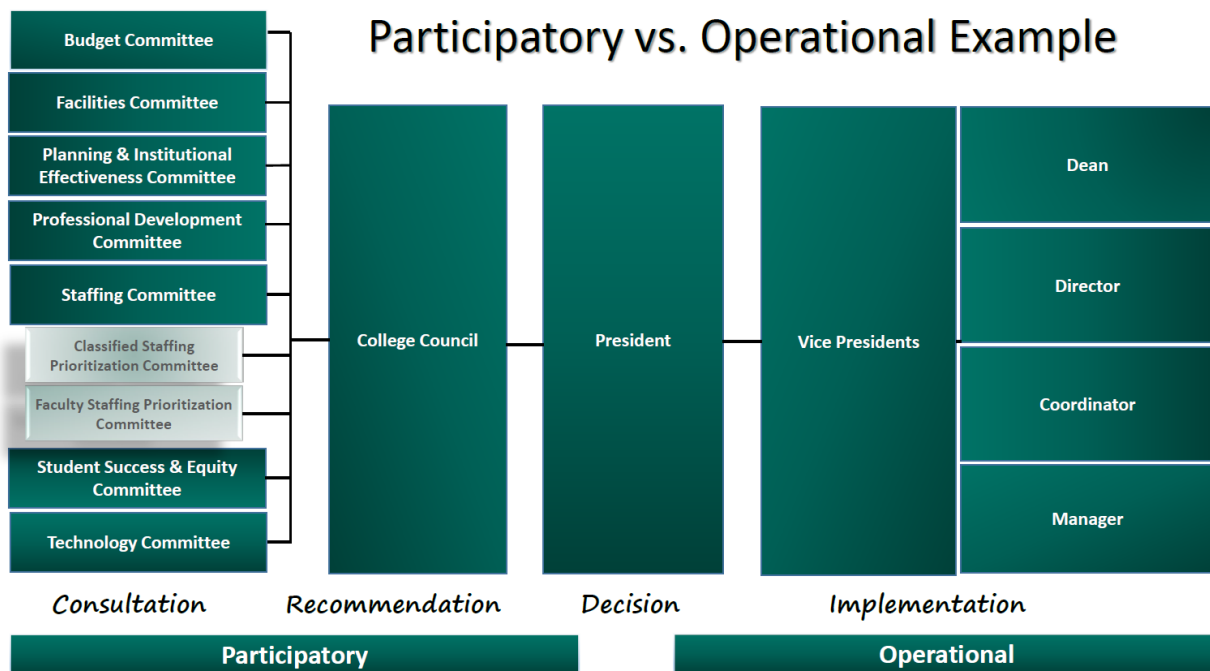 Participatory vs. Operational Example
Budget Committee
Facilities Committee
Planning & Institutional
Effectiveness Committee
Professional Development
Committee
Staffing Committee
Classified Staffing
Prioritization Committee
Faculty Staffing Prioritization
Committee
Student Success & Equity
Committee
Technology Committee
College Council
President
Vice Presidents
Dean
Director
Coordinator
Manager
Consultation
Recommendation
Decision
Implementation
Participatory
Operational